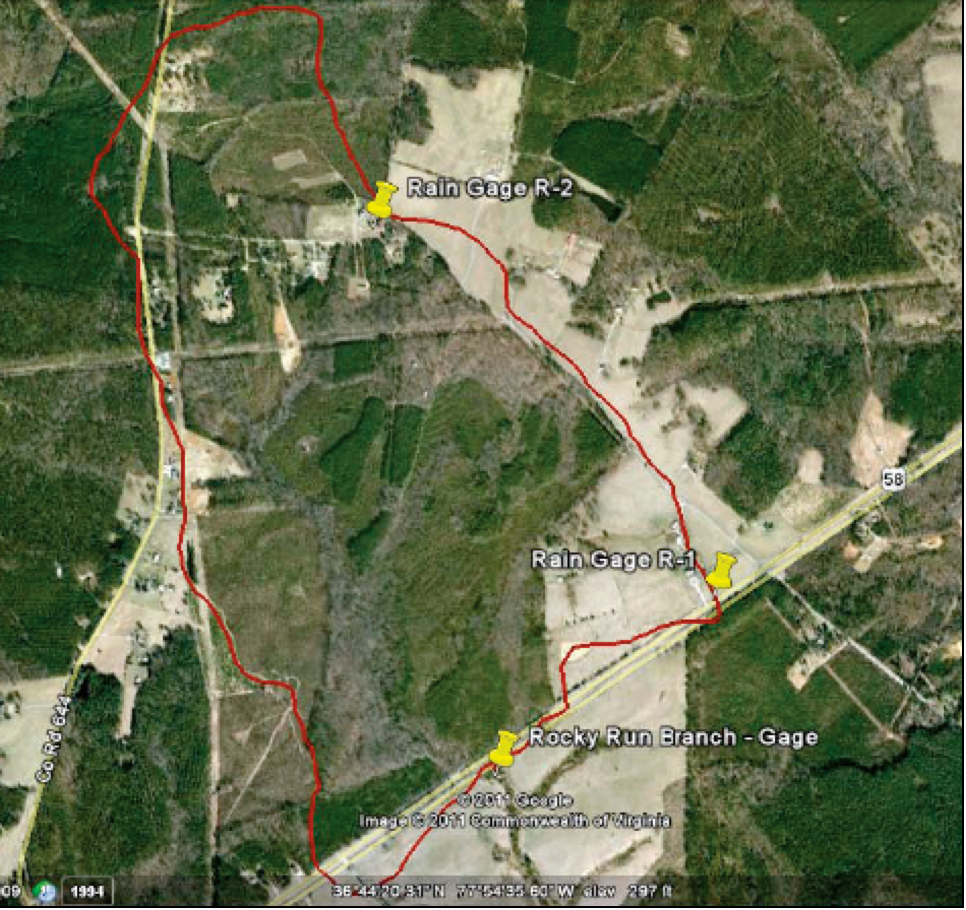 Rain Gage R-2
58
Rain Gage R-1
Rocky Run Branch - Gage
Co Rd 644
© 2011 Google
Image © 2011 Commonwealth of Virginia
09 1994 36°44'20.31" N 77°54'35.60" W elev 297 ft